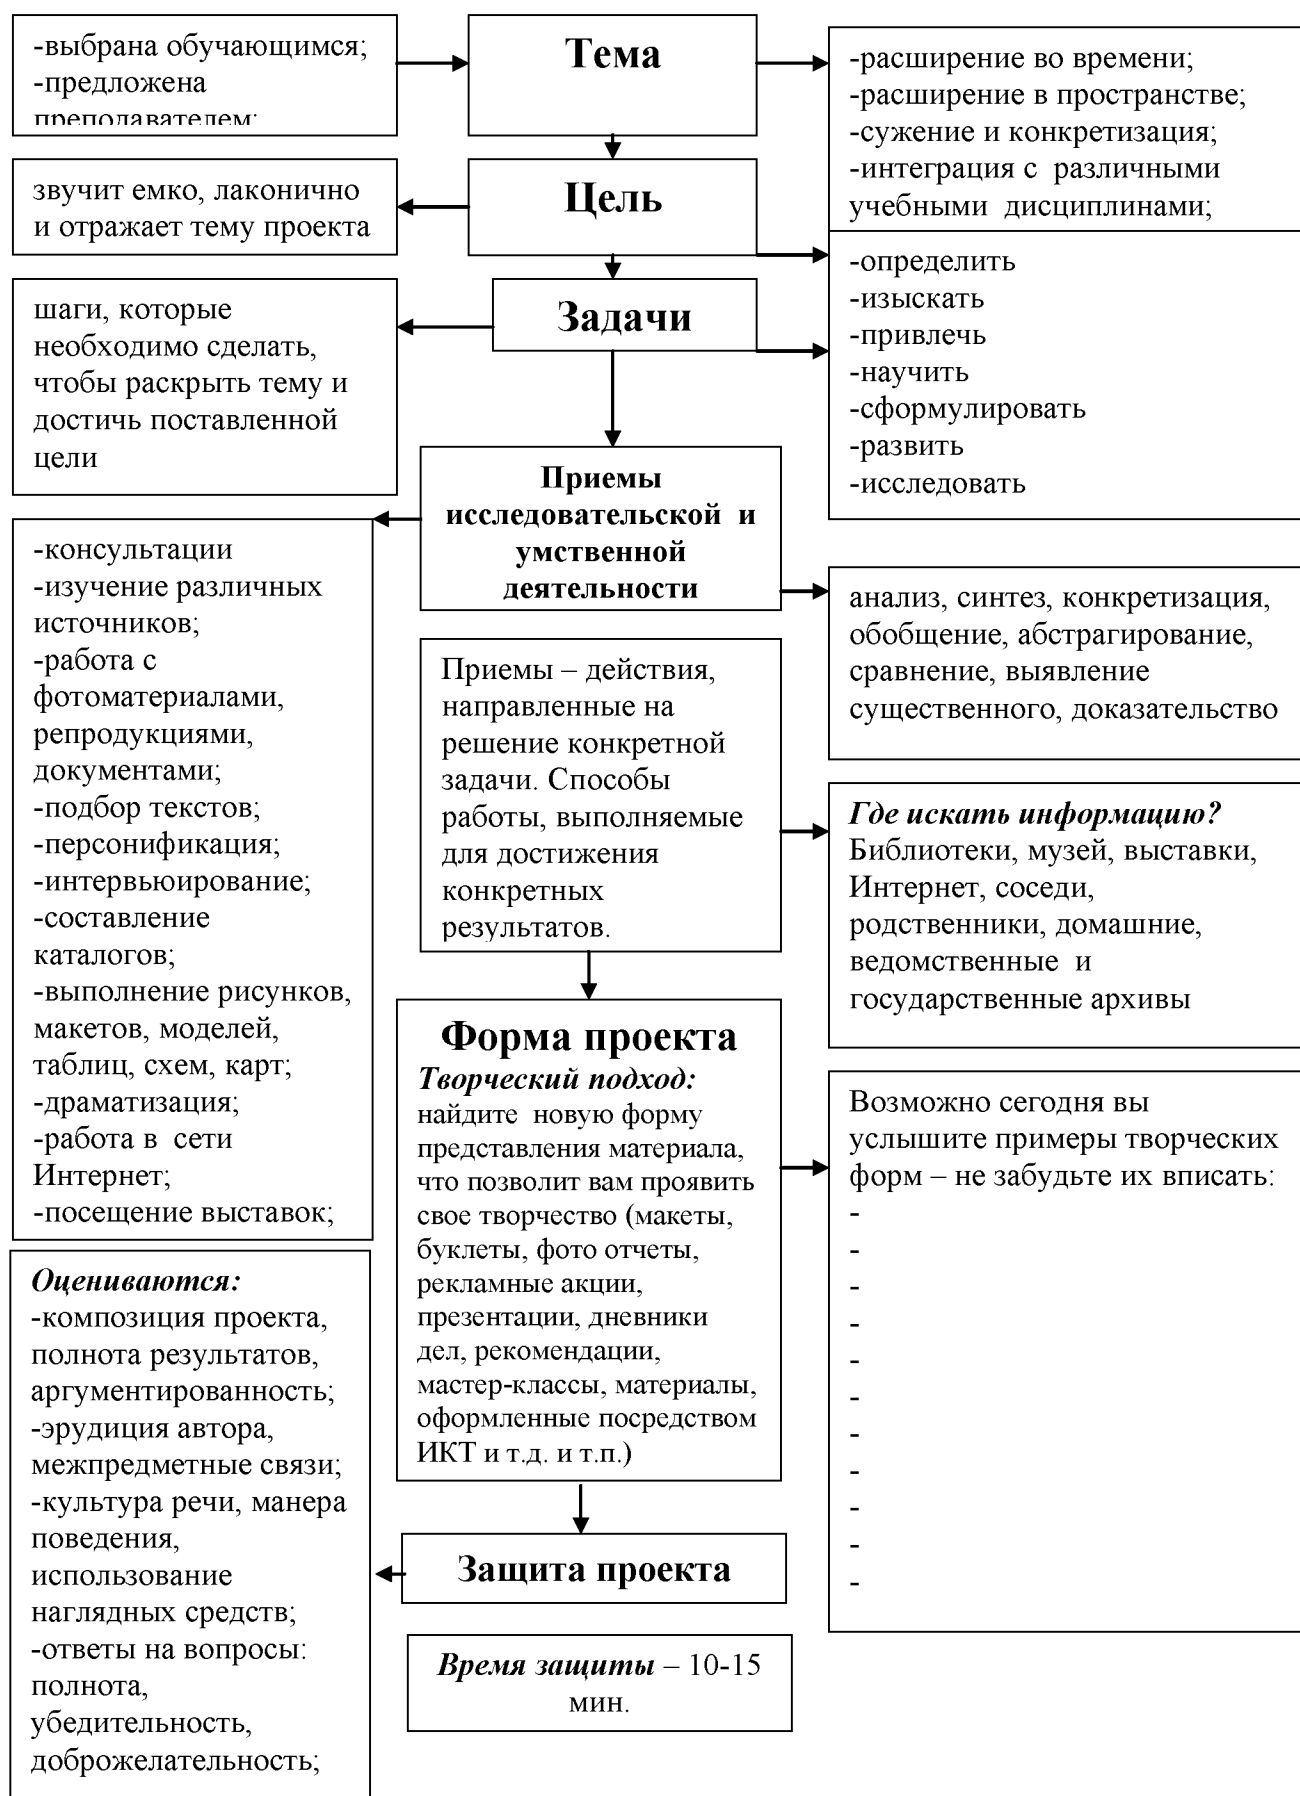 -выбрана обучающимся;
-предложена
преподавателем;
Тема
-расширение во времени;
-расширение в пространстве;
-сужение и конкретизация;
-интеграция с различными
учебными дисциплинами;
звучит емко, лаконично
и отражает тему проекта
Цель
-определить
-изыскать
-привлечь
-научить
-сформулировать
-развить
-исследовать
шаги, которые
необходимо сделать,
чтобы раскрыть тему и
достичь поставленной
цели
Задачи
Приемы
исследовательской и
умственной
деятельности
-консультации
-изучение различных
источников;
-работа с
фотоматериалами,
репродукциями,
документами;
-подбор текстов;
-персонификация;
-интервьюирование;
-составление
каталогов;
-выполнение рисунков,
макетов, моделей,
таблиц, схем, карт;
-драматизация;
-работа в сети
Интернет;
-посещение выставок;
анализ, синтез, конкретизация,
обобщение, абстрагирование,
сравнение, выявление
существенного, доказательство
Приемы – действия,
направленные на
решение конкретной
задачи. Способы
работы, выполняемые
для достижения
конкретных
результатов.
Где искать информацию?
Библиотеки, музей, выставки,
Интернет, соседи,
родственники, домашние,
ведомственные и
государственные архивы
Форма проекта
Творческий подход:
найдите новую форму
представления материала,
что позволит вам проявить
свое творчество (макеты,
буклеты, фото отчеты,
рекламные акции,
презентации, дневники
дел, рекомендации,
мастер-классы, материалы,
оформленные посредством
ИКТ и т.д. и т.п.)
Возможно сегодня вы
услышите примеры творческих
форм – не забудьте их вписать:
-
-
-
-
-
-
-
-
-
-
-
Оцениваются:
-композиция проекта,
полнота результатов,
аргументированность;
-эрудиция автора,
межпредметные связи;
-культура речи, манера
поведения,
использование
наглядных средств;
-ответы на вопросы:
полнота,
убедительность,
доброжелательность;
Защита проекта
Время защиты – 10-15
мин.